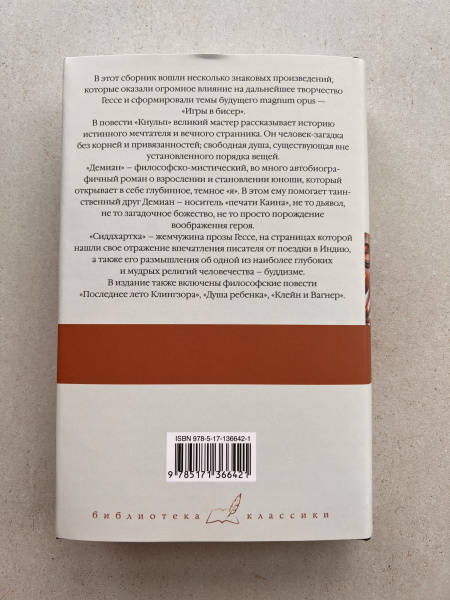 В этот сборник вошли несколько знаковых произведений,
которые оказали огромное влияние на дальнейшее творчество
Гессе и сформировали темы будущего magnum opus —
«Игры в бисер».
В повести «Кнульп» великий мастер рассказывает историю
истинного мечтателя и вечного странника. Он человек-загадка
без корней и привязанностей; свободная душа, существующая вне
установленного порядка вещей.
«Демиан» – философско-мистический, во много автобиогра-
фичный роман о взрослении и становлении юноши, который
открывает в себе глубинное, темное «я». В этом ему помогает таин-
ственный друг Демиан – носитель «печати Каина», не то дьявол,
не то загадочное божество, не то просто порождение
воображения героя.
«Сиддхартха» – жемчужина прозы Гессе, на страницах которой
нашли свое отражение впечатления писателя от поездки в Индию,
а также его размышления об одной из наиболее глубоких
и мудрых религий человечества – буддизме.
В издание также включены философские повести
«Последнее лето Клингзора», «Душа ребенка», «Клейн и Вагнер».
ISBN 978-5-17-136642-1
9 785171 366421
библиотека классики